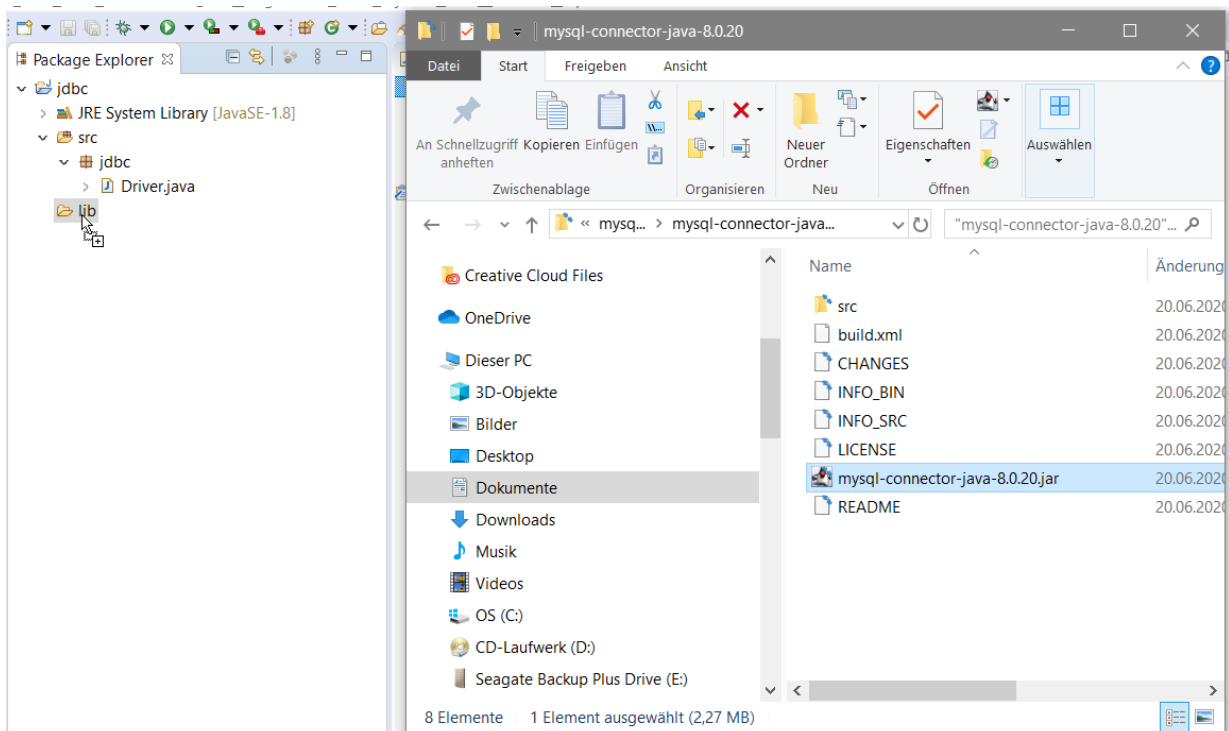 Package Explorer
jdbc
JRE System Library [JavaSE-1.8]
src
jdbc
Driver.java
lib
mysql-connector-java-8.0.20
Datei Start Freigeben Ansicht
An Schnellzugriff anheften
Kopieren
Einfügen
W...
Neuer Ordner
Eigenschaften
Auswählen
Zwischenablage Organisieren Neu Öffnen
« mysq... > mysql-connector-java...
"mysql-connector-java-8.0.20"...
Creative Cloud Files
OneDrive
Dieser PC
3D-Objekte
Bilder
Desktop
Dokumente
Downloads
Musik
Videos
OS (C:)
CD-Laufwerk (D:)
Seagate Backup Plus Drive (E:)
Name Änderung
src 20.06.2020
build.xml 20.06.2020
CHANGES 20.06.2020
INFO_BIN 20.06.2020
INFO_SRC 20.06.2020
LICENSE 20.06.2020
mysql-connector-java-8.0.20.jar 20.06.2020
README 20.06.2020
8 Elemente 1 Element ausgewählt (2,27 MB)